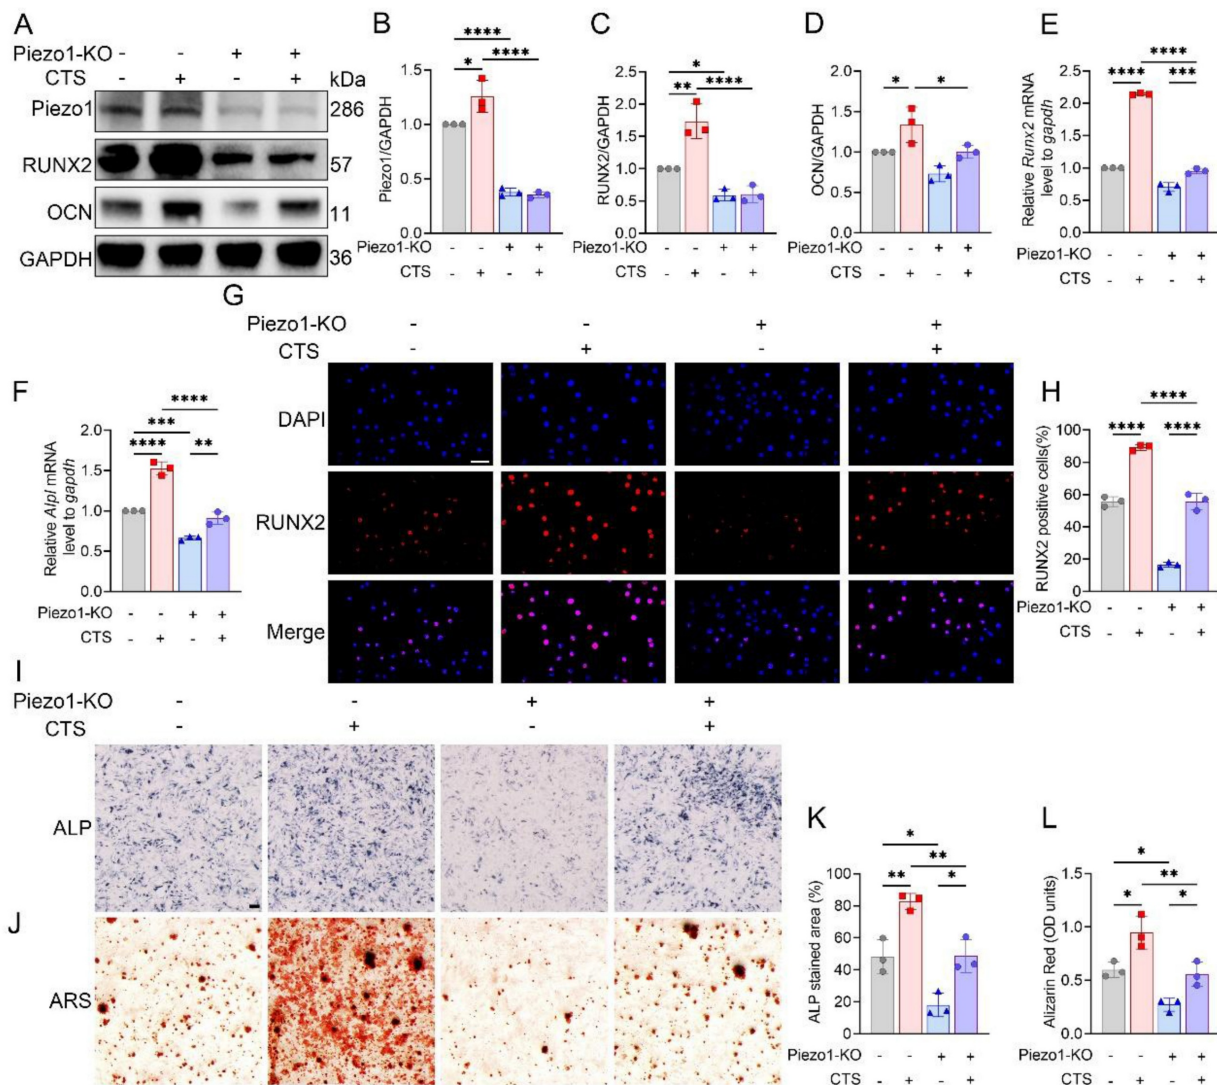 A
Piezo1-KO - - + +
CTS - + - + kDa
Piezo1 286
RUNX2 57
OCN 11
GAPDH 36
B
**** ****
*
Piezo1/GAPDH
1.5
1.0
0.5
0.0
Piezo1-KO - - + +
CTS - + - +
C
*
** ****
RUNX2/GAPDH
2.5
2.0
1.5
1.0
0.5
0.0
Piezo1-KO - - + +
CTS - + - +
D
* *
OCN/GAPDH
2.0
1.5
1.0
0.5
0.0
Piezo1-KO - - + +
CTS - + - +
E
****
**** ***
Relative Runx2 mRNA
level to gapdh
2.5
2.0
1.5
1.0
0.5
0.0
Piezo1-KO - - + +
CTS - + - +
F
****
***
**** **
Relative Alpl mRNA
level to gapdh
2.0
1.5
1.0
0.5
0.0
Piezo1-KO - - + +
CTS - + - +
G
Piezo1-KO - - + +
CTS - + - +
DAPI
RUNX2
Merge
H
****
**** ****
RUNX2 positive cells(%)
100
80
60
40
20
0
Piezo1-KO - - + +
CTS - + - +
I
Piezo1-KO - - + +
CTS - + - +
ALP
J
ARS
K
*
**
** *
ALP stained area (%)
100
80
60
40
20
0
Piezo1-KO - - + +
CTS - + - +
L
*
**
* *
Alizarin Red (OD units)
1.5
1.0
0.5
0.0
Piezo1-KO - - + +
CTS - + - +